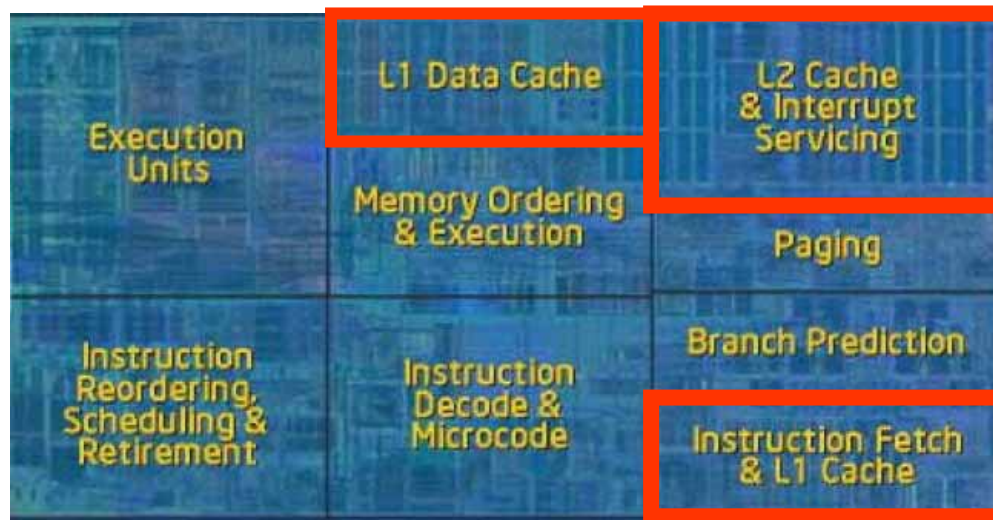 Execution
Units
L1 Data Cache
L2 Cache
& Interrupt
Servicing
Memory Ordering
& Execution
Paging
Instruction
Reordering,
Scheduling &
Retirement
Instruction
Decode &
Microcode
Branch Prediction
Instruction Fetch
& L1 Cache